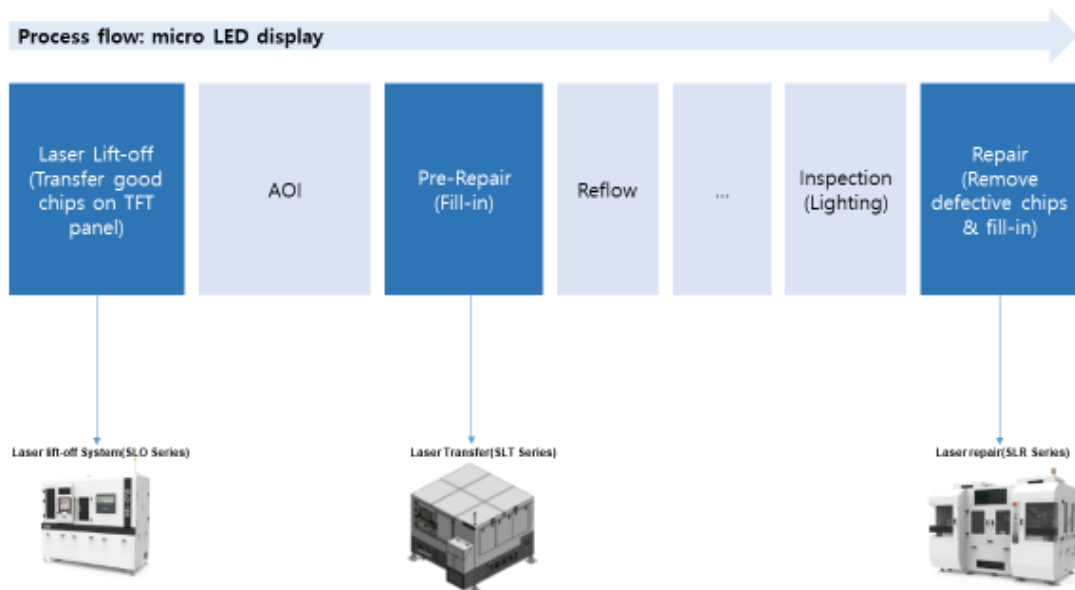 Process flow: micro LED display
Laser Lift-off
(Transfer good
chips on TFT
panel)
AOI
Pre-Repair
(Fill-in)
Reflow
...
Inspection
(Lighting)
Repair
(Remove
defective chips
& fill-in)
Laser lift-off System(SLO Series)
Laser Transfer(SLT Series)
Laser repair(SLR Series)